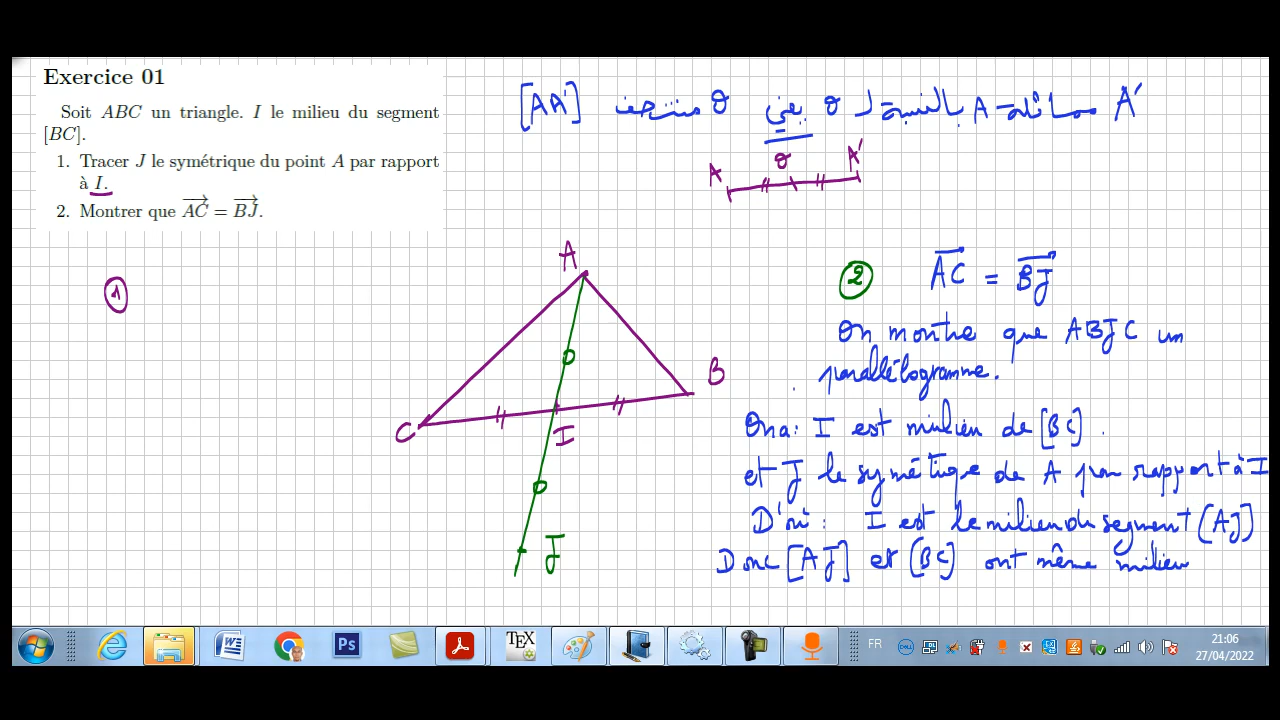 Exercice 01
Soit ABC un triangle. I le milieu du segment
[BC].
1. Tracer J le symétrique du point A par rapport
à I.
2. Montrer que \overrightarrow{AC} = \overrightarrow{BJ}.
A' مماثلة A بالنسبة ل O يعني O منتصف [AA']
A O A'
①
A
B
C
I
J
② \overrightarrow{AC} = \overrightarrow{BJ}
On montre que ABJC un
parallélogramme.
On a : I est milieu de [BC].
et J le symétrique de A par rapport à I
D'où : I est le milieu du segment [AJ]
Donc [AJ] et [BC] ont même milieu
FR
21:06
27/04/2022